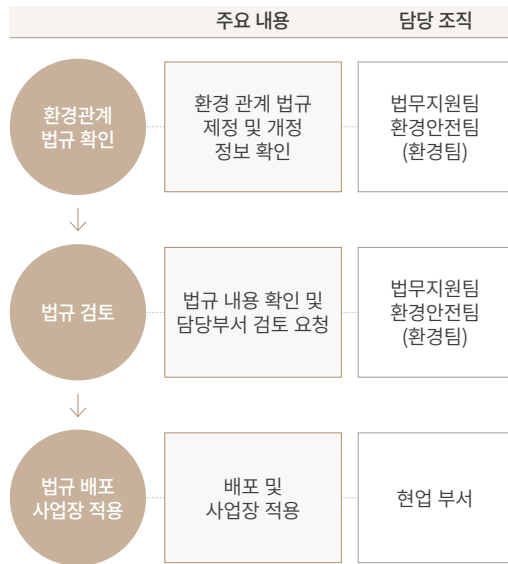 주요 내용 담당 조직
환경관계
법규 확인
환경 관계 법규
제정 및 개정
정보 확인
법무지원팀
환경안전팀
(환경팀)
법규 검토
법규 내용 확인 및
담당부서 검토 요청
법무지원팀
환경안전팀
(환경팀)
법규 배포
사업장 적용
배포 및
사업장 적용
현업 부서